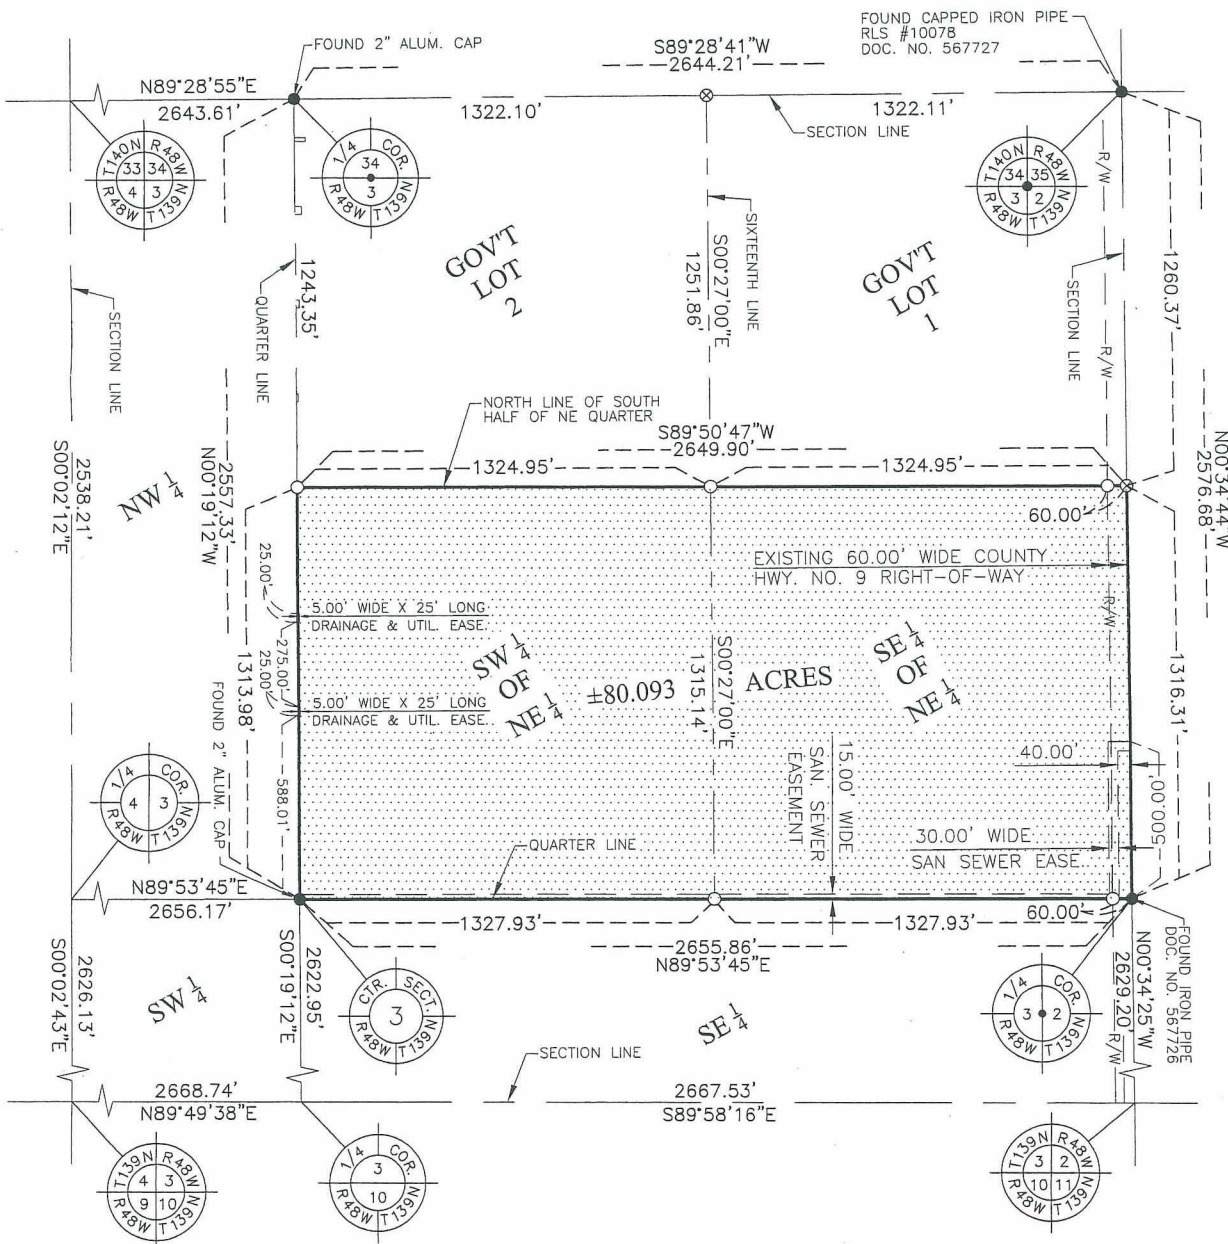 FOUND CAPPED IRON PIPE
RLS #10078
DOC. NO. 567727
FOUND 2" ALUM. CAP
S89°28'41"W
2644.21'
N89°28'55"E
2643.61'
1322.10'
1322.11'
SECTION LINE
T140N R48W
33 34
4 3
R48W T139N
1/4 COR.
34
3
R48W T139N
T140N R48W
34 35
3 2
R48W T139N
R/W
GOV'T
LOT
2
GOV'T
LOT
1
SIXTEENTH LINE
S00°27'00"E
1251.86'
1243.35'
QUARTER LINE
SECTION LINE
SECTION LINE
R/W
1260.37'
N00°34'44"W
2576.68'
NORTH LINE OF SOUTH
HALF OF NE QUARTER
S89°50'47"W
2649.90'
1324.95'
1324.95'
2538.21'
S00°02'12"E
NW 1/4
2557.33'
N00°19'12"W
60.00'
EXISTING 60.00' WIDE COUNTY
HWY. NO. 9 RIGHT-OF-WAY
R/W
25.00'
5.00' WIDE X 25' LONG
DRAINAGE & UTIL. EASE.
275.00'
25.00'
5.00' WIDE X 25' LONG
DRAINAGE & UTIL. EASE.
SW 1/4
OF
NE 1/4
±80.093 ACRES
S00°27'00"E
1315.14'
SE 1/4
OF
NE 1/4
1313.98'
1316.31'
FOUND 2" ALUM. CAP
588.01'
15.00' WIDE
SAN. SEWER
EASEMENT
40.00'
500.00'
30.00' WIDE
SAN SEWER EASE.
QUARTER LINE
1/4 COR.
4 3
R48W T139N
N89°53'45"E
2656.17'
1327.93'
1327.93'
60.00'
2655.86'
N89°53'45"E
2626.13'
S00°02'43"E
SW 1/4
2622.95'
S00°19'12"E
CTR. SECT.
3
R48W T139N
SE 1/4
1/4 COR.
3 2
R48W T139N
N00°34'25"W
2629.20'
R/W
FOUND IRON PIPE
DOC. NO. 567726
SECTION LINE
2668.74'
N89°49'38"E
2667.53'
S89°58'16"E
T139N R48W
4 3
9 10
R48W T139N
1/4 COR.
3
10
R48W T139N
T139N R48W
3 2
10 11
R48W T139N